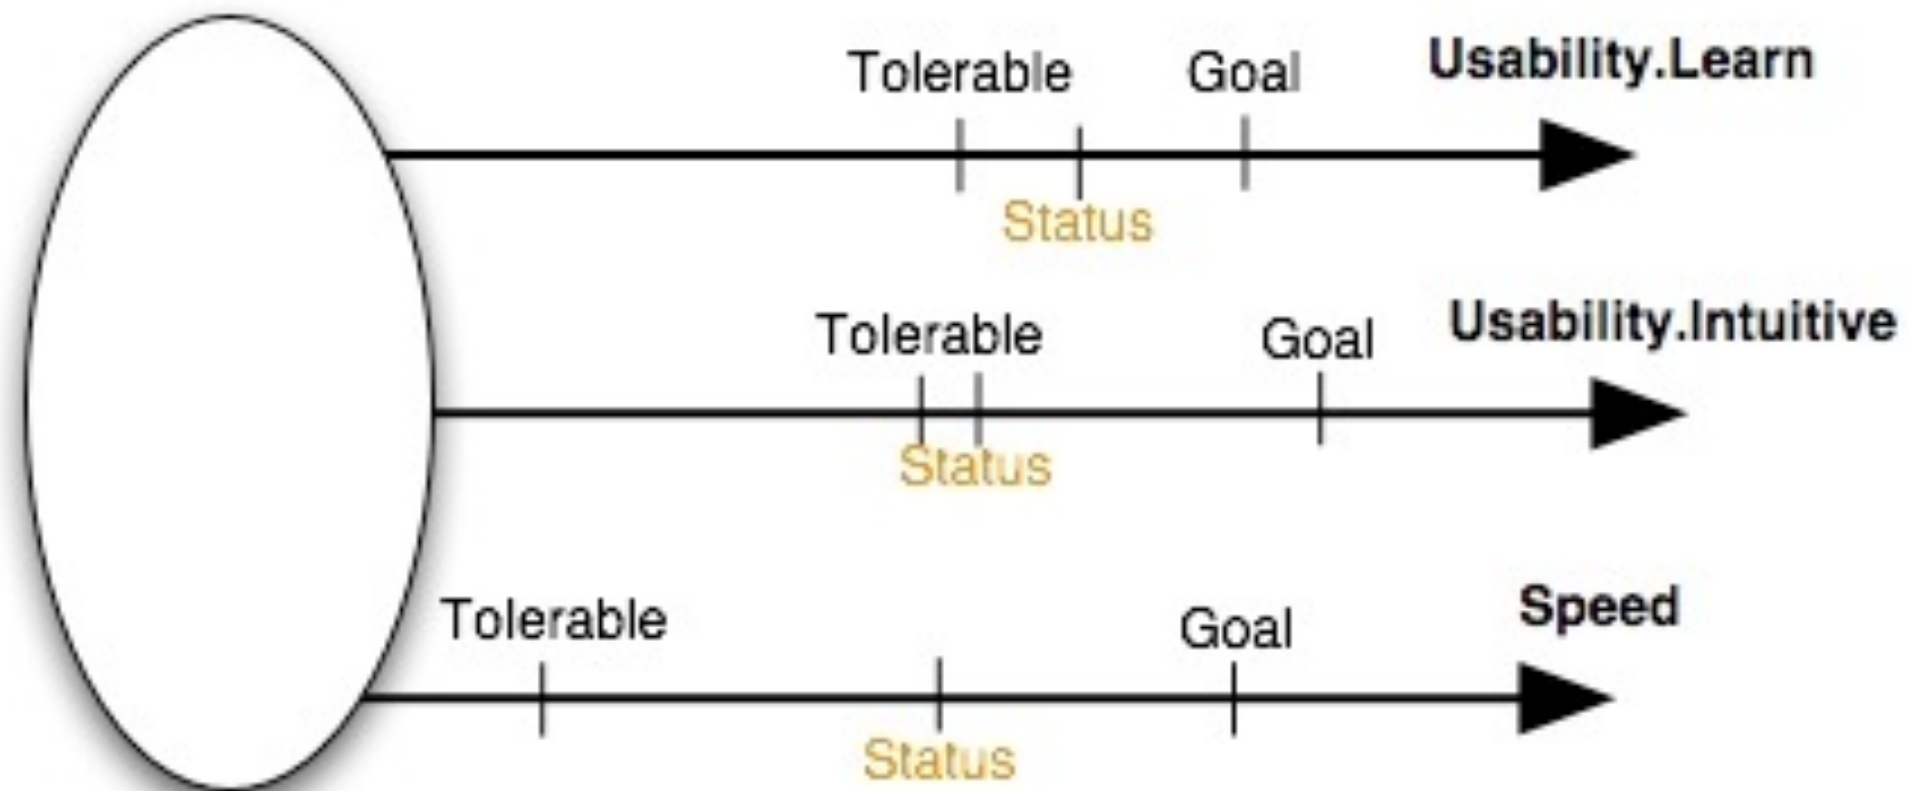 Tolerable Goal Usability.Learn
Status
Tolerable Goal Usability.Intuitive
Status
Tolerable Goal Speed
Status